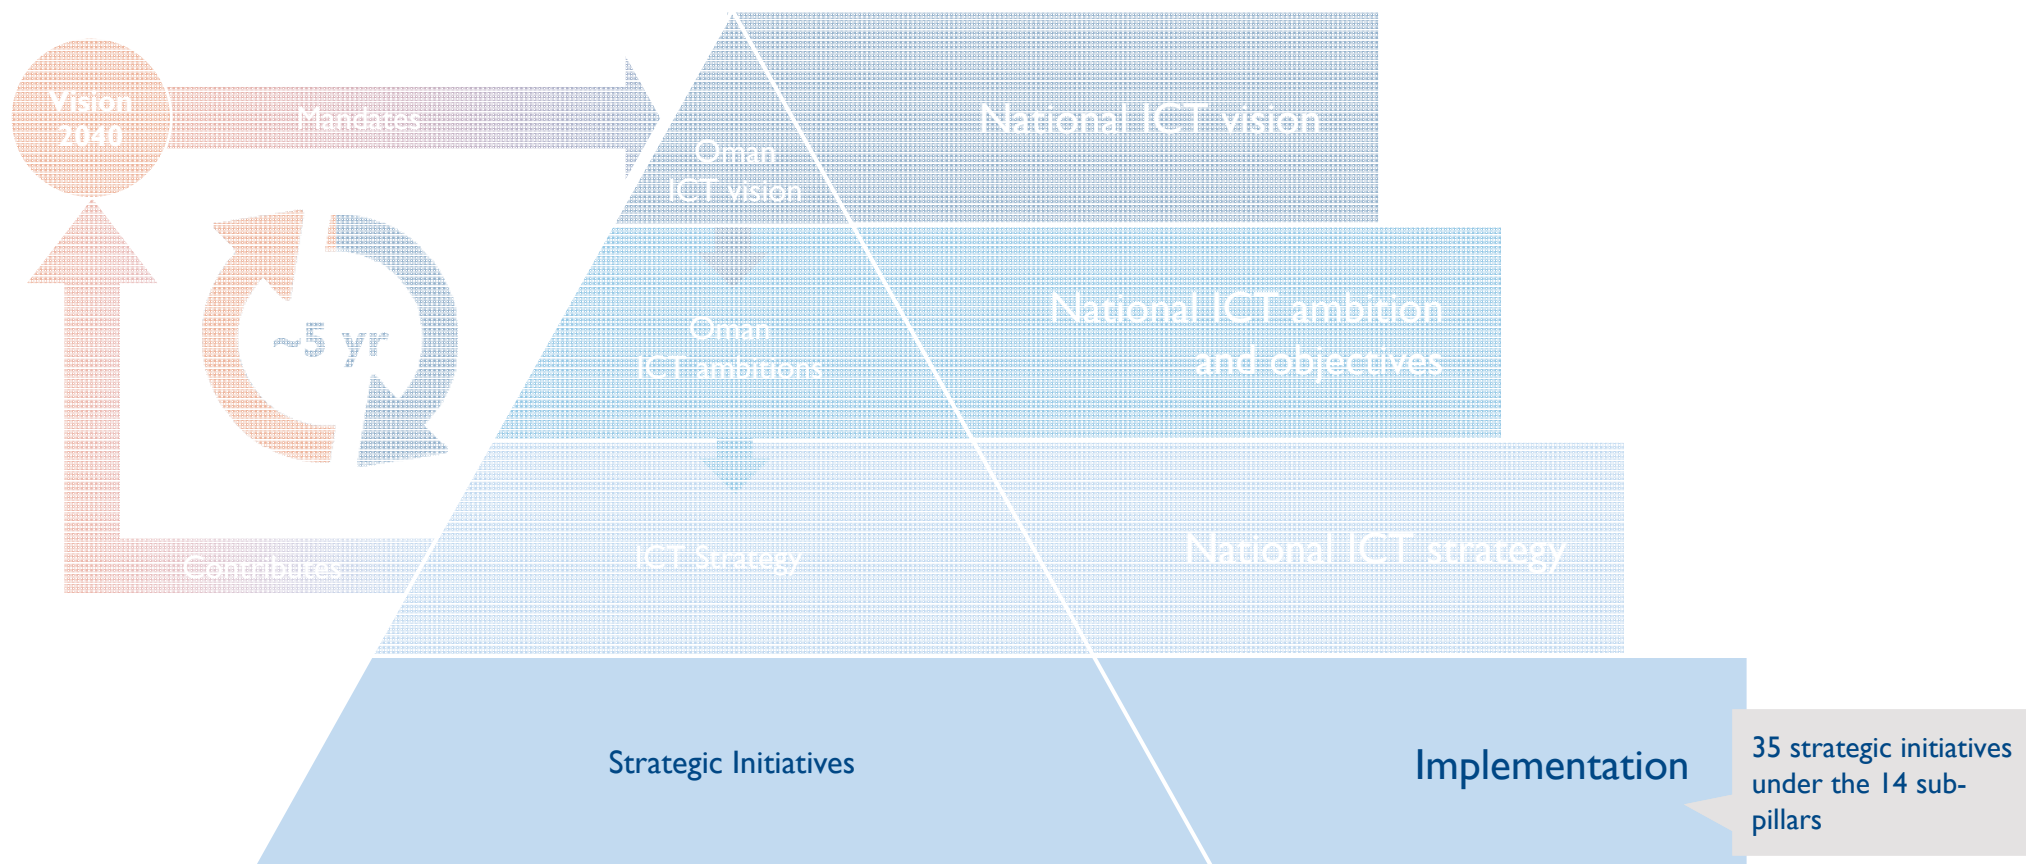 Vision
2040
Mandates
National ICT vision
Oman
ICT vision
~5 yr
Oman
ICT ambitions
National ICT ambition
and objectives
Contributes
ICT Strategy
National ICT strategy
Strategic Initiatives
Implementation
35 strategic initiatives
under the 14 sub-
pillars